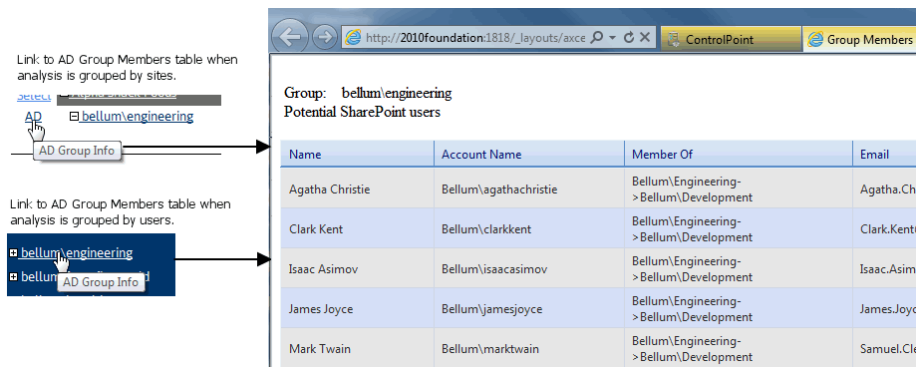 Link to AD Group Members table when
analysis is grouped by sites.
Select
AD bellum\engineering
AD Group Info
Link to AD Group Members table when
analysis is grouped by users.
bellum\engineering
AD Group Info
http://2010foundation:1818/_layouts/axce
ControlPoint
Group Members
Group: bellum\engineering
Potential SharePoint users
Name Account Name Member Of Email
Agatha Christie Bellum\agathachristie Bellum\Engineering- Agatha.Ch
>Bellum\Development
Clark Kent Bellum\clarkkent Bellum\Engineering- Clark.Kent
>Bellum\Development
Isaac Asimov Bellum\isaacasimov Bellum\Engineering- Isaac.Asim
>Bellum\Development
James Joyce Bellum\jamesjoyce Bellum\Engineering- James.Joyc
>Bellum\Development
Mark Twain Bellum\marktwain Bellum\Engineering- Samuel.Cle
>Bellum\Development